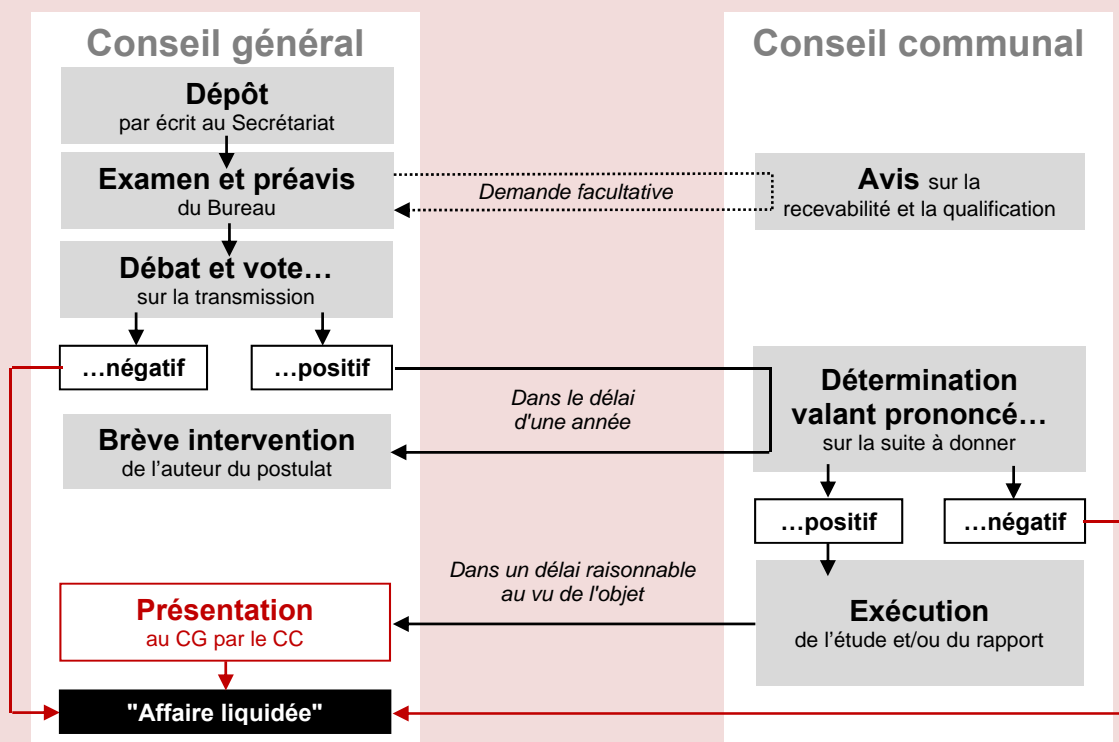 Conseil général
Conseil communal
Dépôt
par écrit au Secrétariat
Examen et préavis
du Bureau
Demande facultative
Avis sur la
recevabilité et la qualification
Débat et vote…
sur la transmission
…négatif
…positif
Dans le délai
d'une année
Détermination
valant prononcé…
sur la suite à donner
Brève intervention
de l’auteur du postulat
…positif
…négatif
Dans un délai raisonnable
au vu de l'objet
Exécution
de l’étude et/ou du rapport
Présentation
au CG par le CC
"Affaire liquidée"